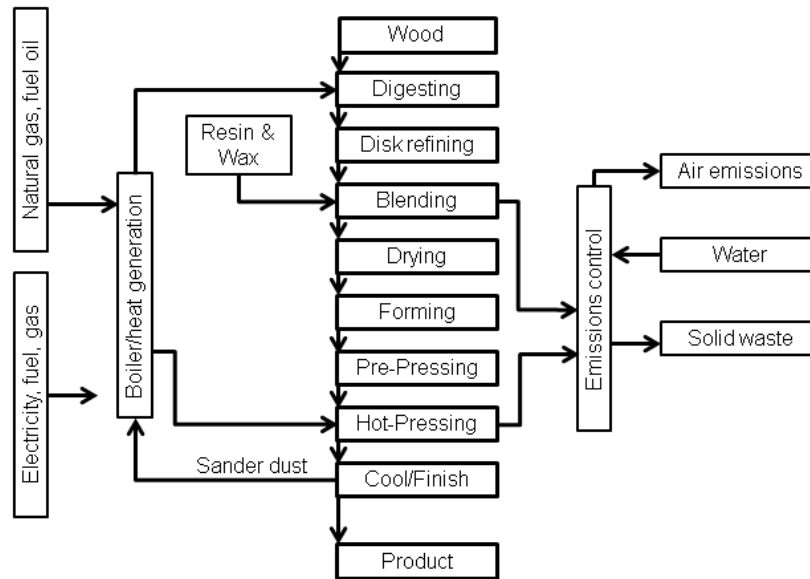 Wood
Digesting
Disk refining
Blending
Drying
Forming
Pre-Pressing
Hot-Pressing
Cool/Finish
Product
Resin &
Wax
Natural gas, fuel oil
Electricity, fuel, gas
Boiler/heat generation
Sander dust
Emissions control
Air emissions
Water
Solid waste